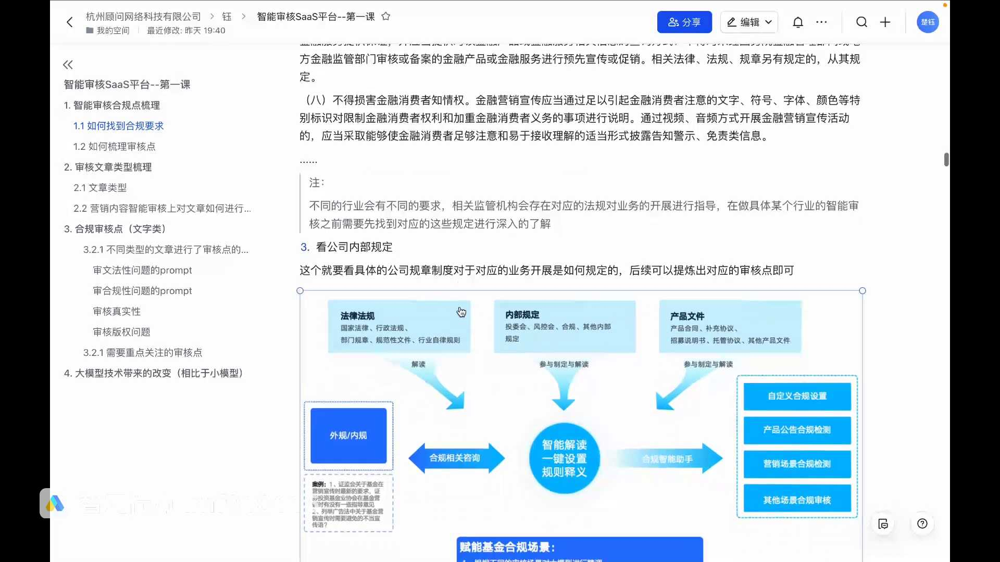 杭州顾问网络科技有限公司 > 钰 > 智能审核SaaS平台--第一课
我的空间 最近修改: 昨天 19:40
分享
编辑
楚钰
智能审核SaaS平台--第一课
1. 智能审核合规点梳理
1.1 如何找到合规要求
1.2 如何梳理审核点
2. 审核文章类型梳理
2.1 文章类型
2.2 营销内容智能审核上对文章如何进行...
3. 合规审核点（文字类）
3.2.1 不同类型的文章进行了审核点的...
审文法性问题的prompt
审合规性问题的prompt
审核真实性
审核版权问题
3.2.1 需要重点关注的审核点
4. 大模型技术带来的改变（相比于小模型）
方金融监管部门审核或备案的金融产品或金融服务进行预先宣传或促销。相关法律、法规、规章另有规定的，从其规
定。
（八）不得损害金融消费者知情权。金融营销宣传应当通过足以引起金融消费者注意的文字、符号、字体、颜色等特
别标识对限制金融消费者权利和加重金融消费者义务的事项进行说明。通过视频、音频方式开展金融营销宣传活动
的，应当采取能够使金融消费者足够注意和易于接收理解的适当形式披露告知警示、免责类信息。
......
注：
不同的行业会有不同的要求，相关监管机构会存在对应的法规对业务的开展进行指导，在做具体某个行业的智能审
核之前需要先找到对应的这些规定进行深入的了解
3. 看公司内部规定
这个就要看具体的公司规章制度对于对应的业务开展是如何规定的，后续可以提炼出对应的审核点即可
法律法规
国家法律、行政法规、
部门规章、规范性文件、行业自律规则
内部规定
投委会、风控会、合规、其他内部
规定
产品文件
产品合同、补充协议、
招募说明书、托管协议、其他产品文件
解读
参与制定与解读
参与制定与解读
外规/内规
合规相关咨询
智能解读
一键设置
规则释义
合规智能助手
自定义合规设置
产品公告合规检测
营销场景合规检测
其他场景合规审核
案例：1、证监会关于基金在
营销宣传时最新的要求，证
券投资基金业协会在基金营
时有没有一些指导意见
2、列举广告法中关于基金营
销宣传时需要避免的不当宣
传语？
赋能基金合规场景：